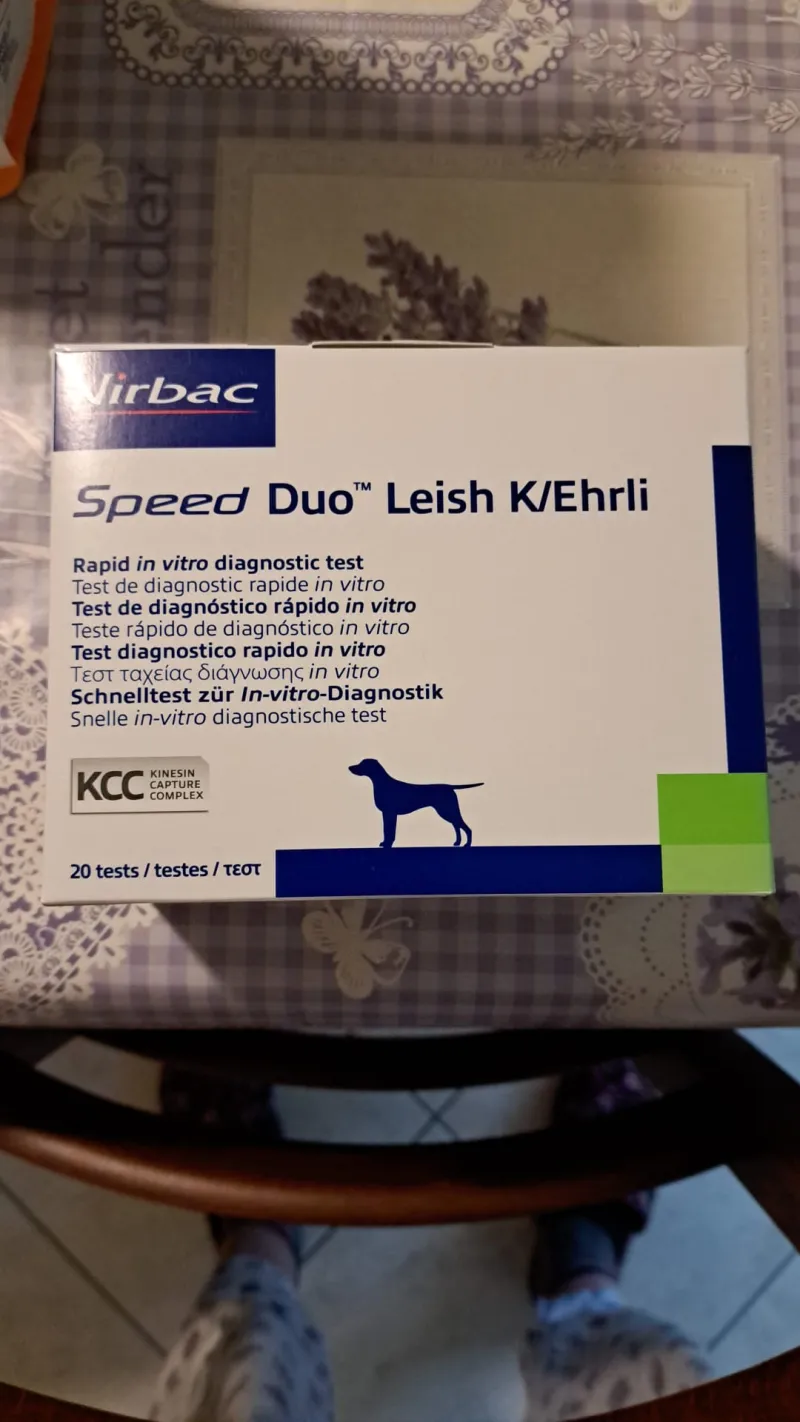 Virbac
Speed Duo™ Leish K/Ehrli
Rapid in vitro diagnostic test
Test de diagnostic rapide in vitro
Test de diagnóstico rápido in vitro
Teste rápido de diagnóstico in vitro
Test diagnostico rapido in vitro
Τεστ ταχείας διάγνωσης in vitro
Schnelltest zür In-vitro-Diagnostik
Snelle in-vitro diagnostische test
KCC KINESIN
CAPTURE
COMPLEX
20 tests / testes / τεστ